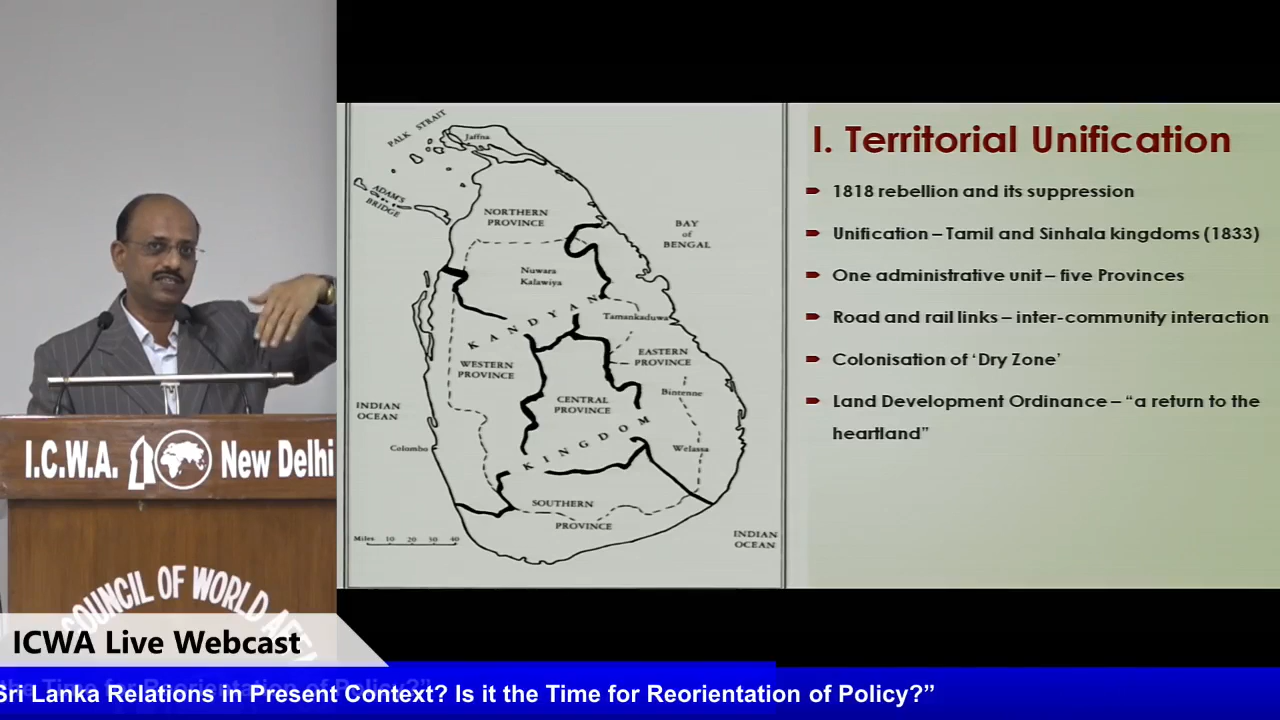 I.C.W.A. New Delhi
COUNCIL OF WORLD
ICWA Live Webcast
Sri Lanka Relations in Present Context? Is it the Time for Reorientation of Policy?”
PALK STRAIT
Jaffna
ADAM'S
BRIDGE
NORTHERN
PROVINCE
BAY
of
BENGAL
Nuwara
Kalawiya
KANDYAN
Tamankaduwa
WESTERN
PROVINCE
EASTERN
PROVINCE
Bintenne
CENTRAL
PROVINCE
INDIAN
OCEAN
KINGDOM
Colombo
Welassa
SOUTHERN
PROVINCE
Miles 10 20 30 40
INDIAN
OCEAN
I. Territorial Unification
1818 rebellion and its suppression
Unification – Tamil and Sinhala kingdoms (1833)
One administrative unit – five Provinces
Road and rail links – inter-community interaction
Colonisation of ‘Dry Zone’
Land Development Ordinance – “a return to the
heartland”